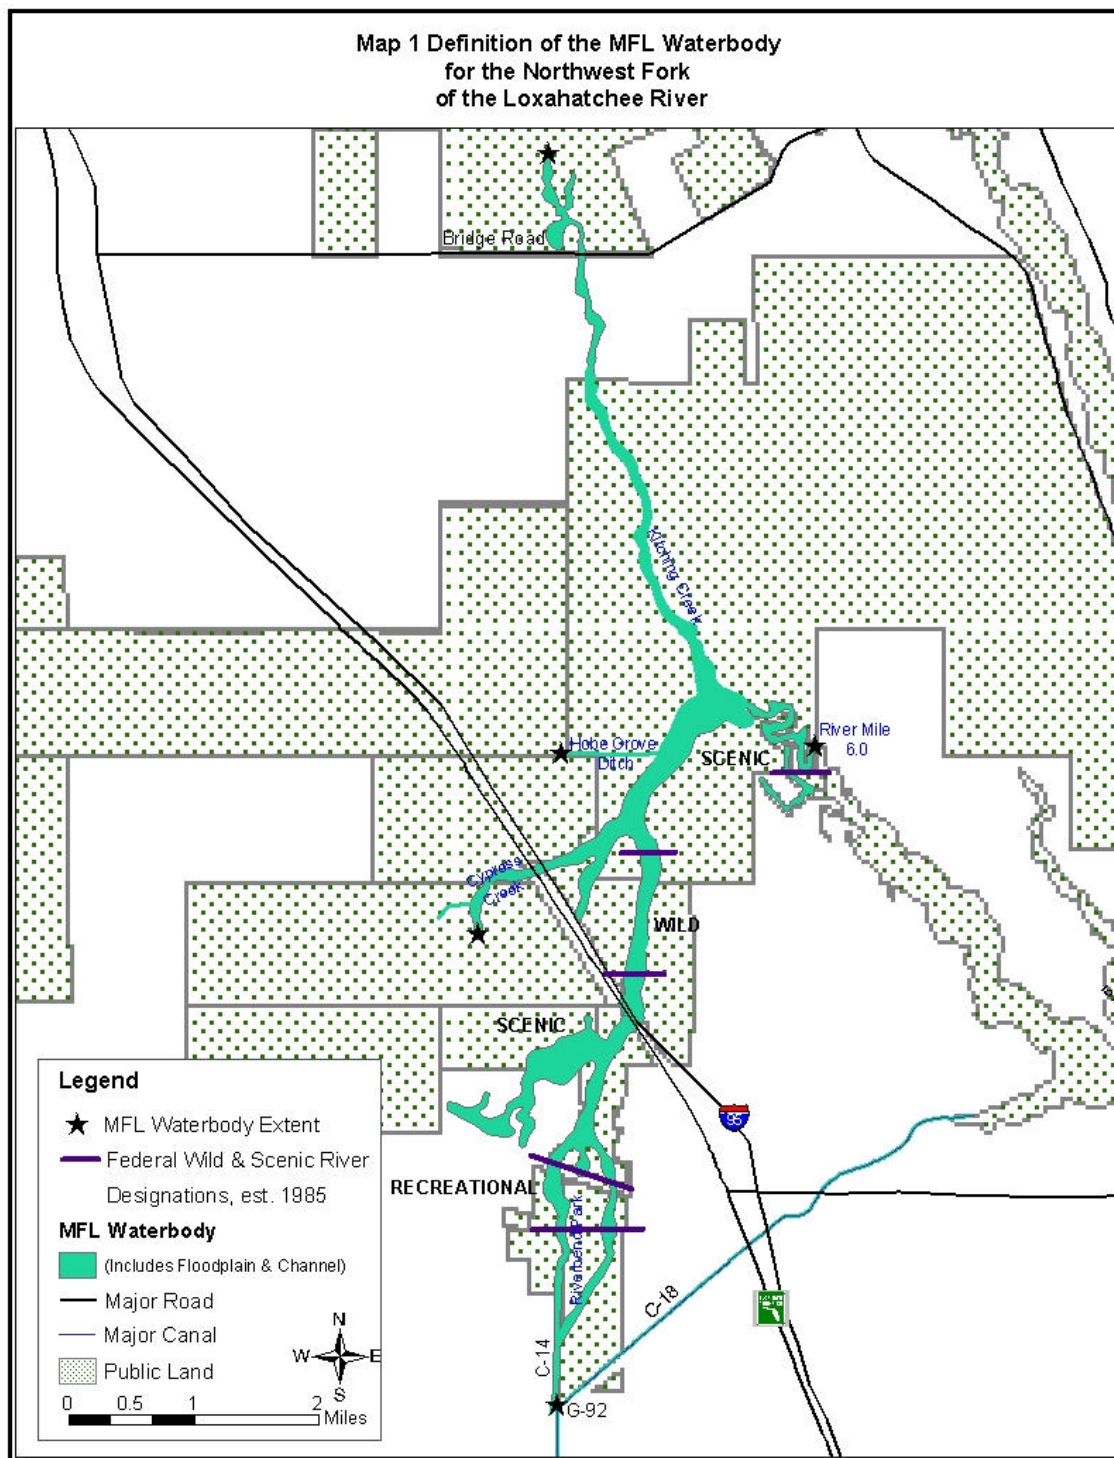 Map 1 Definition of the MFL Waterbody
for the Northwest Fork
of the Loxahatchee River
Bridge Road
Kitching Creek
River Mile
6.0
Hobe Grove
Ditch
SCENIC
Cypress
Creek
WILD
SCENIC
RECREATIONAL
Riverbend Park
95
C-18
C-14
G-92
Legend
MFL Waterbody Extent
Federal Wild & Scenic River
Designations, est. 1985
MFL Waterbody
(Includes Floodplain & Channel)
Major Road
Major Canal
Public Land
N
W E
S
0 0.5 1 2
Miles